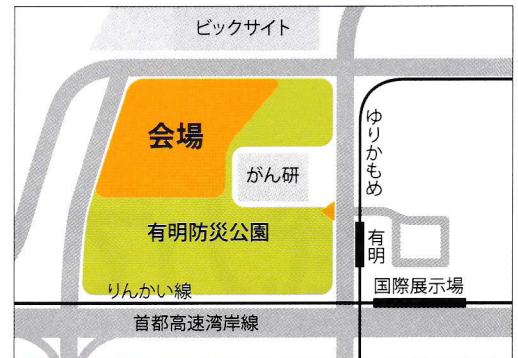 ビックサイト
会場
がん研
ゆりかもめ
有明防災公園
有明
りんかい線
国際展示場
首都高速湾岸線